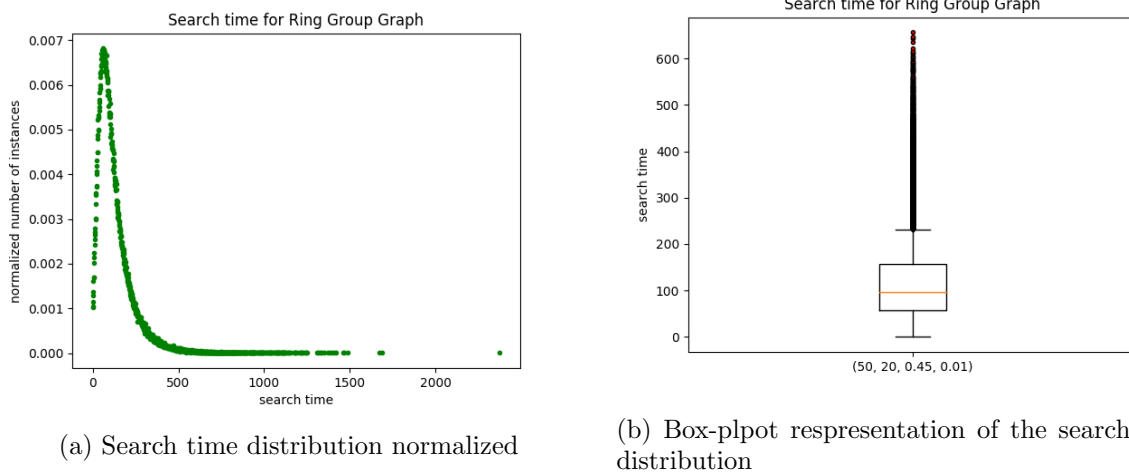 Search time for Ring Group Graph
0.007
0.006
0.005
0.004
0.003
0.002
0.001
0.000
normalized number of instances
0 500 1000 1500 2000
search time
(a) Search time distribution normalized
Search time for Ring Group Graph
600
500
400
300
200
100
0
search time
(50, 20, 0.45, 0.01)
(b) Box-plpot respresentation of the search
distribution